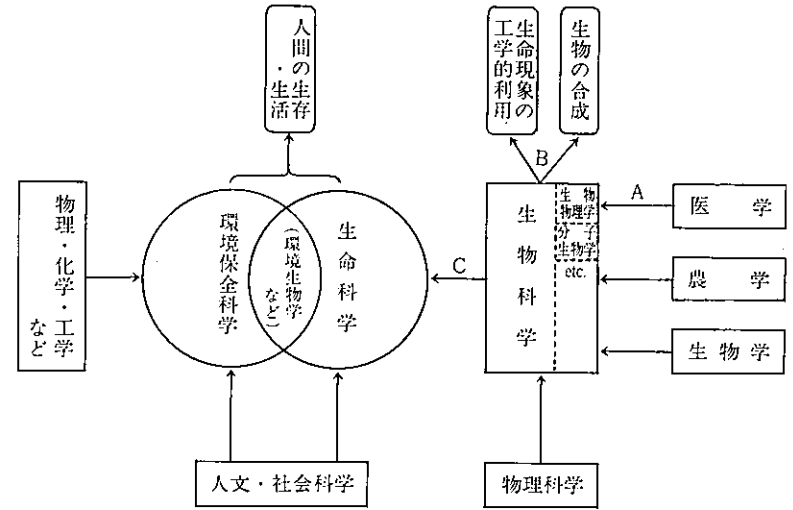 人間の生存
・生活
生命現象の
工学的利用
生物の合成
B
物理・化学・工学
など
環境保全科学
(環境生物学
など)
生命科学
C
生物科学
生物
物理学
分子
生物学
etc.
A
医学
農学
生物学
人文・社会科学
物理科学